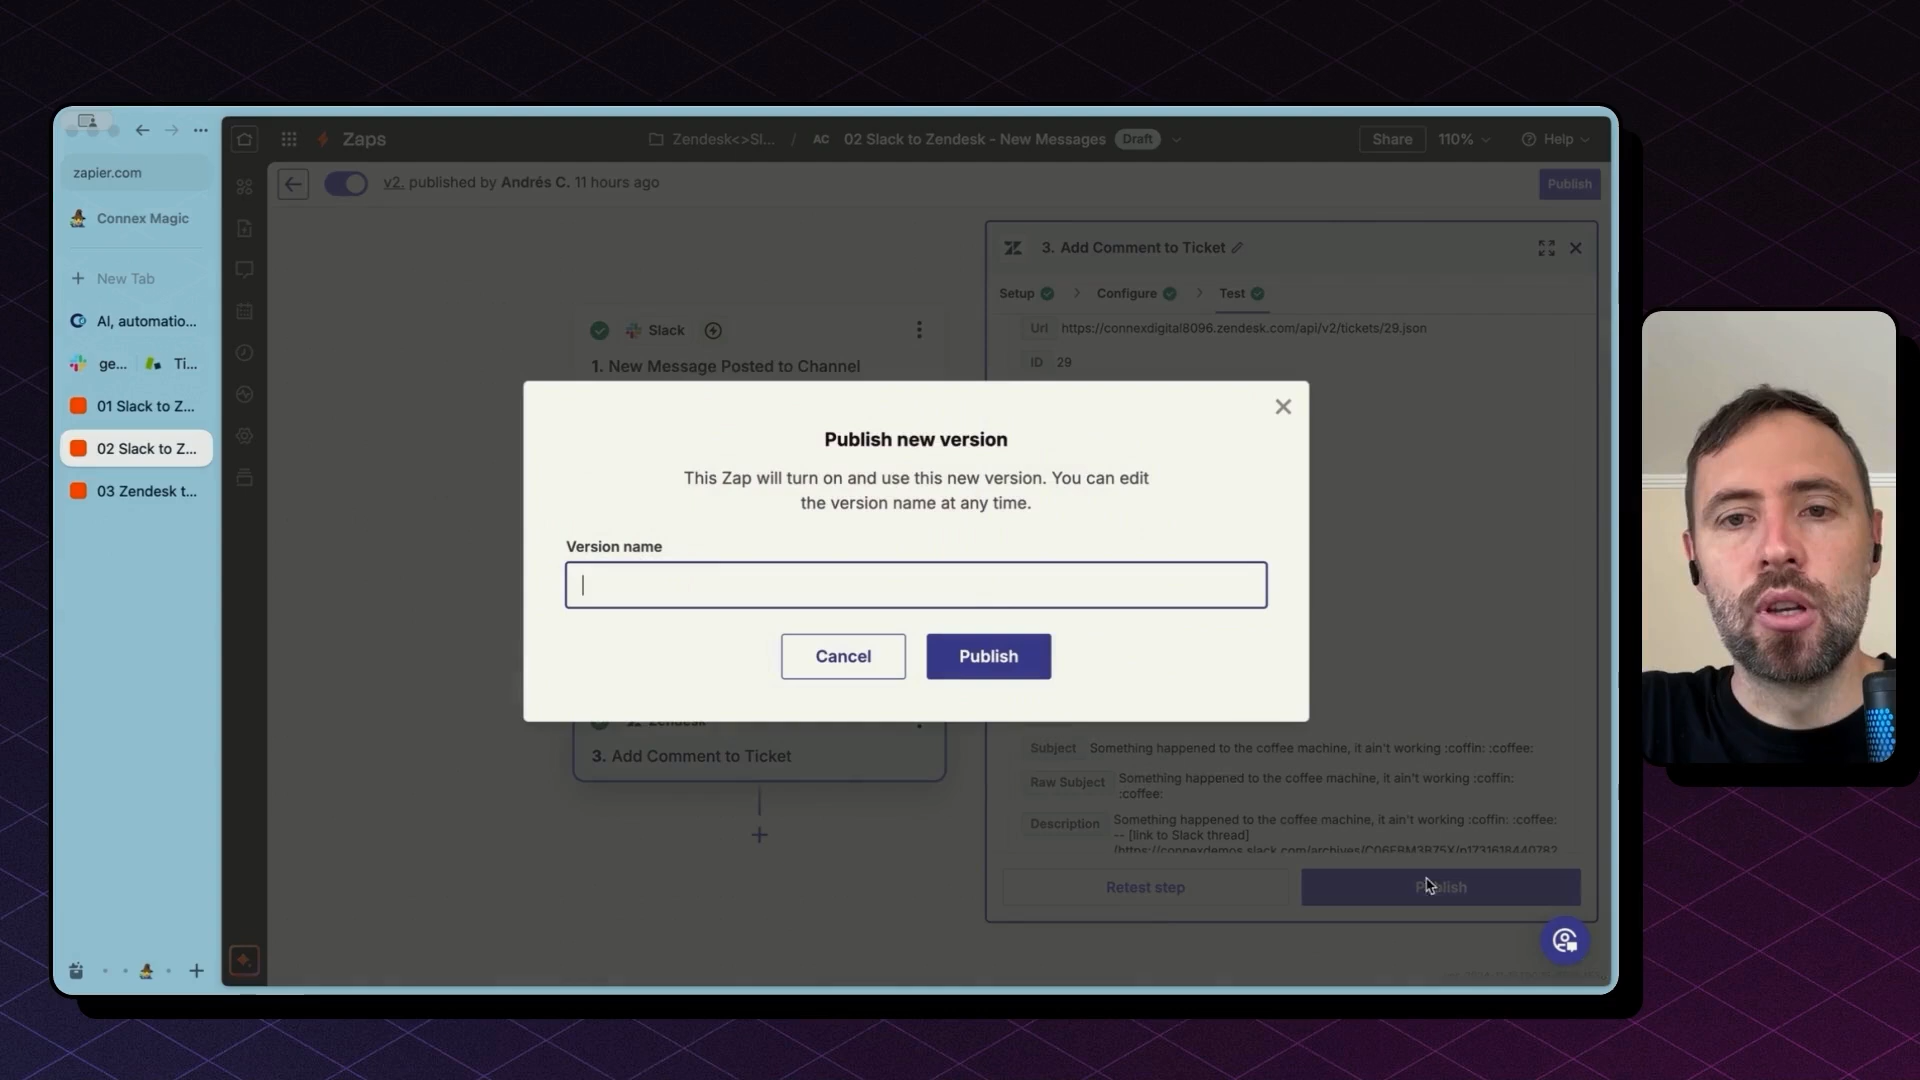 zapier.com
Connex Magic
New Tab
AI, automatio...
ge...
Ti...
01 Slack to Z...
02 Slack to Z...
03 Zendesk t...
Zaps
Zendesk<>Sl... / AC 02 Slack to Zendesk - New Messages Draft
Share
110%
Help
v2. published by Andrés C. 11 hours ago
Publish
Slack
1. New Message Posted to Channel
3. Add Comment to Ticket
Setup
Configure
Test
Url https://connexdigital8096.zendesk.com/api/v2/tickets/29.json
ID 29
Publish new version
This Zap will turn on and use this new version. You can edit
the version name at any time.
Version name
Cancel
Publish
Zendesk
3. Add Comment to Ticket
Subject Something happened to the coffee machine, it ain't working :coffin: :coffee:
Raw Subject Something happened to the coffee machine, it ain't working :coffin:
:coffee:
Description Something happened to the coffee machine, it ain't working :coffin: :coffee:
-- [link to Slack thread]
Retest step
Publish